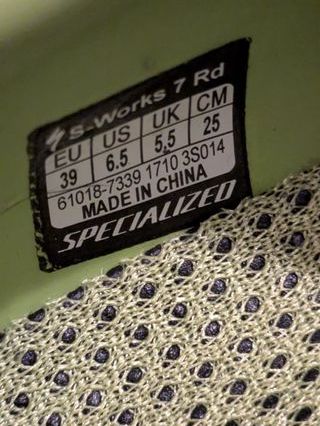 S-Works 7 Rd
EU US UK CM
39 6.5 5.5 25
61018-7339 1710 3S014
MADE IN CHINA
SPECIALIZED